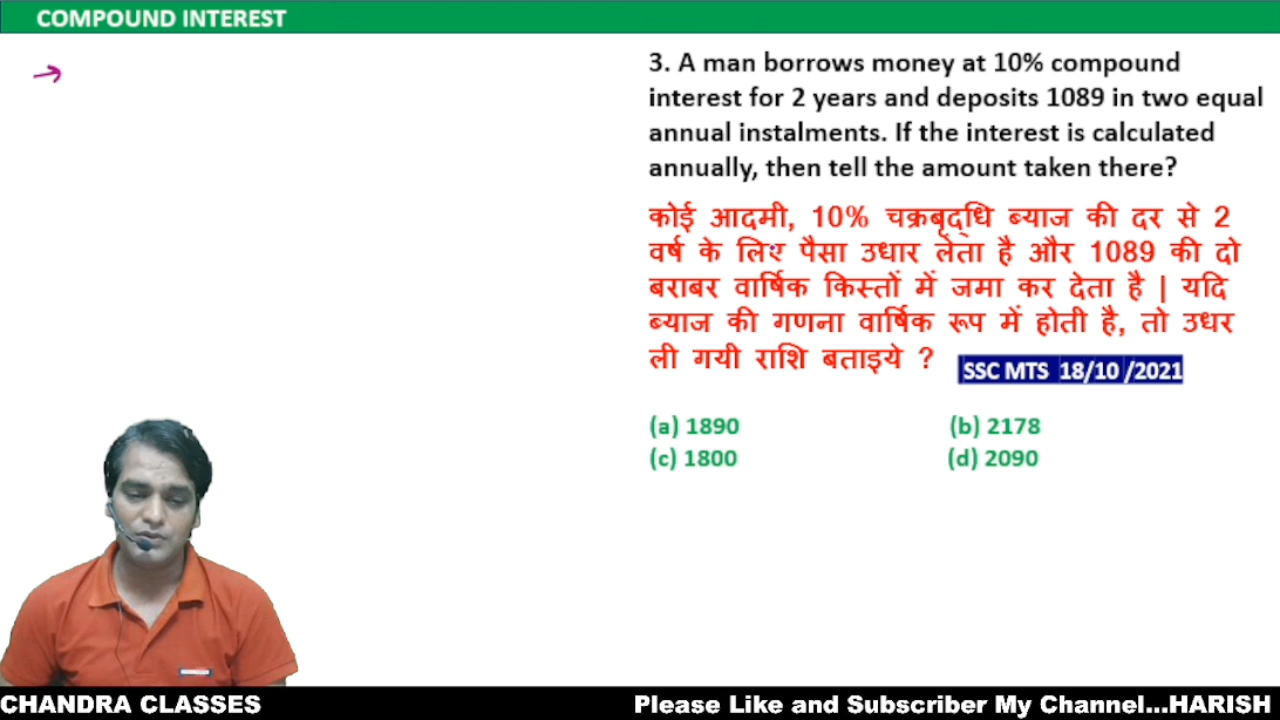 COMPOUND INTEREST
3. A man borrows money at 10% compound
interest for 2 years and deposits 1089 in two equal
annual instalments. If the interest is calculated
annually, then tell the amount taken there?
कोई आदमी, 10% चक्रबृद्धि ब्याज की दर से 2
वर्ष के लिए पैसा उधार लेता है और 1089 की दो
बराबर वार्षिक किस्तों में जमा कर देता है | यदि
ब्याज की गणना वार्षिक रूप में होती है, तो उधर
ली गयी राशि बताइये ?
SSC MTS 18/10 /2021
(a) 1890 (b) 2178
(c) 1800 (d) 2090
CHANDRA CLASSES Please Like and Subscriber My Channel...HARISH